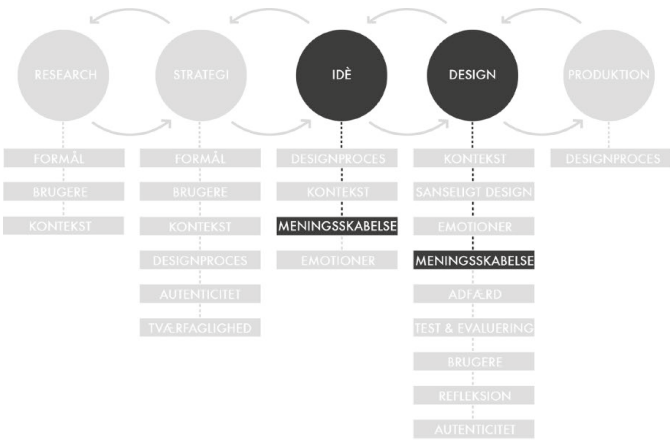 RESEARCH
STRATEGI
IDÈ
DESIGN
PRODUKTION
FORMÅL
BRUGERE
KONTEKST
FORMÅL
BRUGERE
KONTEKST
DESIGNPROCES
AUTENTICITET
TVÆRFAGLIGHED
DESIGNPROCES
KONTEKST
MENINGSSKABELSE
EMOTIONER
KONTEKST
SANSELIGT DESIGN
EMOTIONER
MENINGSSKABELSE
ADFÆRD
TEST & EVALUERING
BRUGERE
REFLEKSION
AUTENTICITET
DESIGNPROCES